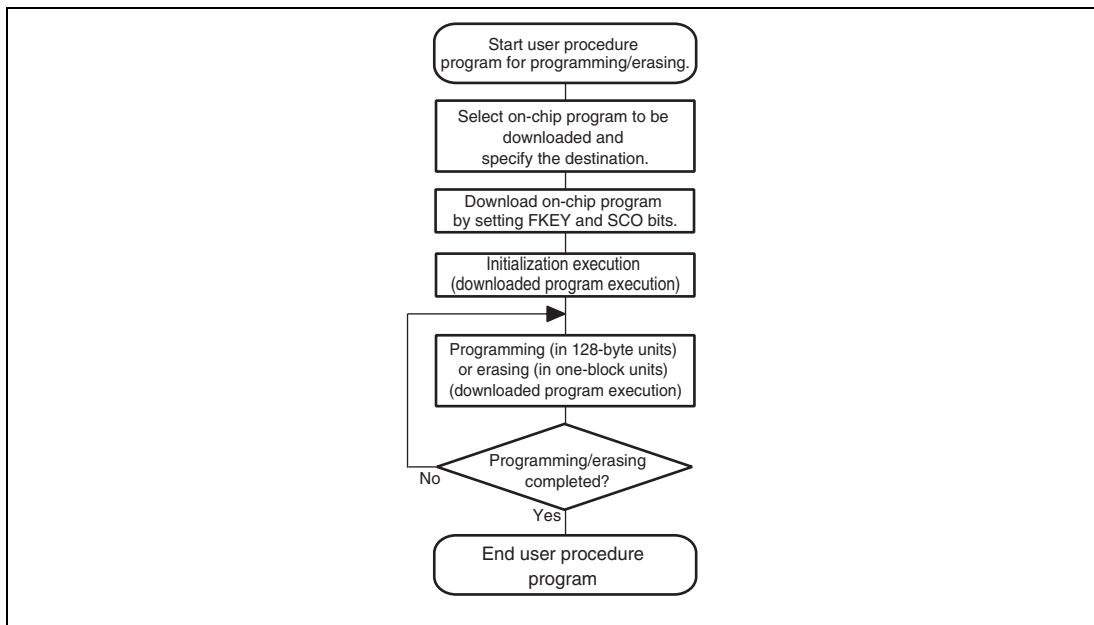 Start user procedure
program for programming/erasing.
Select on-chip program to be
downloaded and
specify the destination.
Download on-chip program
by setting FKEY and SCO bits.
Initialization execution
(downloaded program execution)
Programming (in 128-byte units)
or erasing (in one-block units)
(downloaded program execution)
Programming/erasing
completed?
No
Yes
End user procedure
program